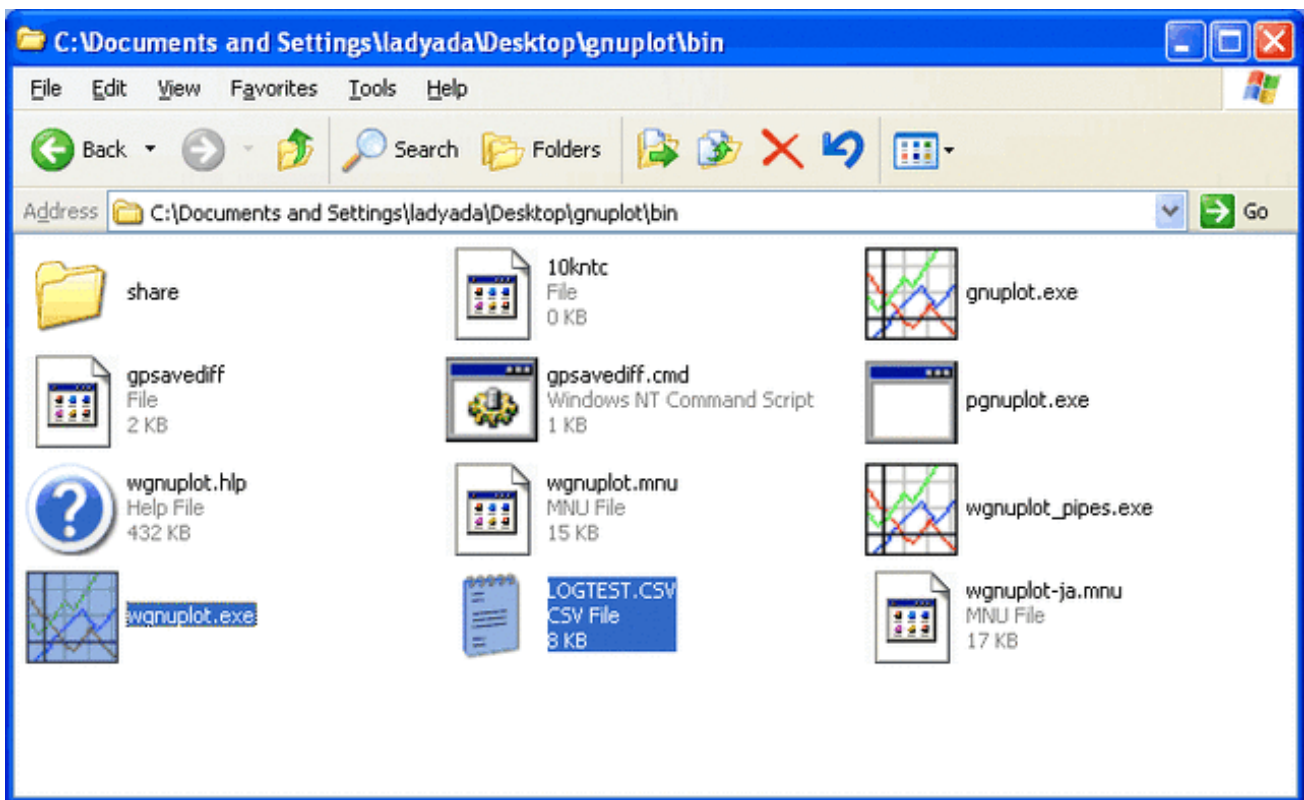 C:\Documents and Settings\ladyada\Desktop\gnuplot\bin
File Edit View Favorites Tools Help
Back Search Folders
Address C:\Documents and Settings\ladyada\Desktop\gnuplot\bin Go
share
10kntc
File
0 KB
gnuplot.exe
gpsavediff
File
2 KB
gpsavediff.cmd
Windows NT Command Script
1 KB
pgnuplot.exe
wgnuplot.hlp
Help File
432 KB
wgnuplot.mnu
MNU File
15 KB
wgnuplot_pipes.exe
wgnuplot.exe
LOGTEST.CSV
CSV File
8 KB
wgnuplot-ja.mnu
MNU File
17 KB